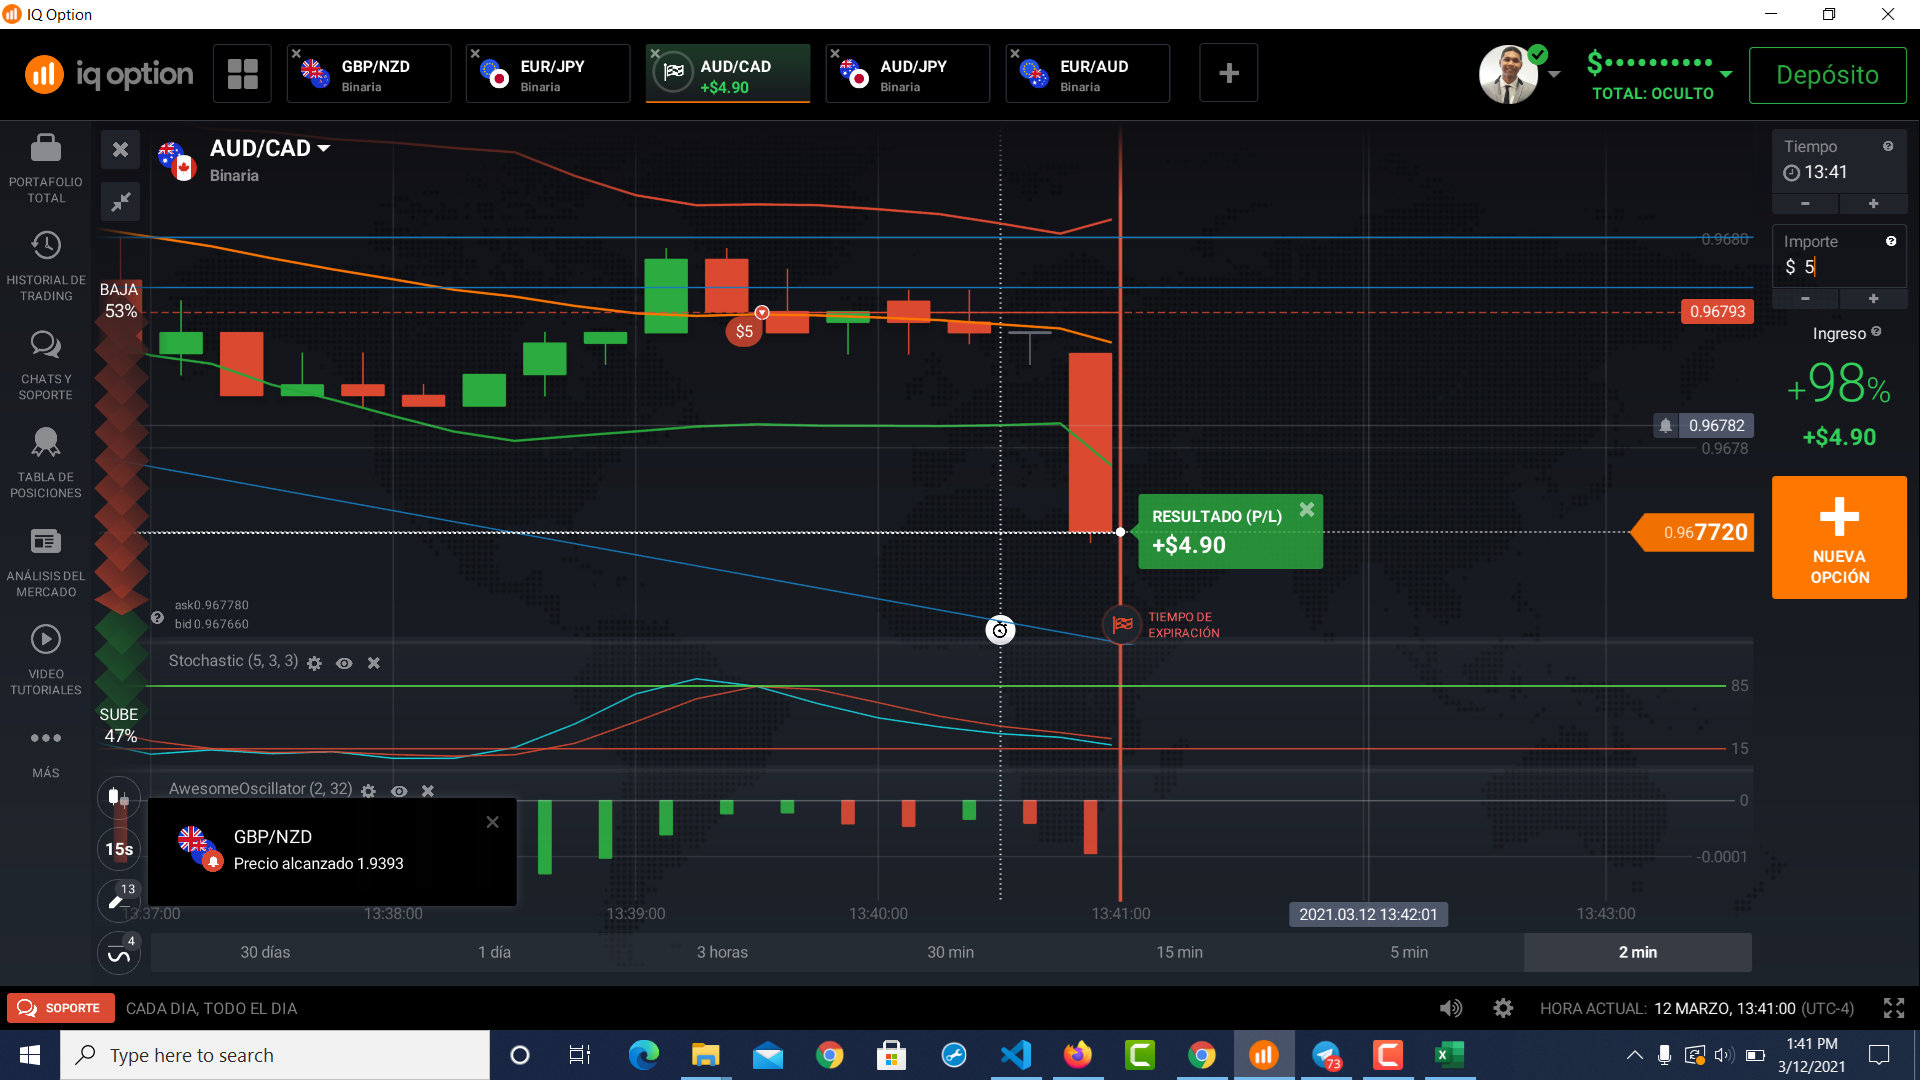 IQ Option
iq option
GBP/NZD
Binaria
EUR/JPY
Binaria
AUD/CAD
+$4.90
AUD/JPY
Binaria
EUR/AUD
Binaria
$••••••••••
TOTAL: OCULTO
Depósito
PORTAFOLIO
TOTAL
HISTORIAL DE
TRADING
CHATS Y
SOPORTE
TABLA DE
POSICIONES
ANÁLISIS DEL
MERCADO
VIDEO
TUTORIALES
MÁS
AUD/CAD
Binaria
BAJA
53%
$5
ask0.967780
bid0.967660
SUBE
47%
RESULTADO (P/L)
+$4.90
TIEMPO DE
EXPIRACIÓN
0.9680
0.96793
0.96782
0.9678
0.967720
Tiempo
13:41
Importe
$ 5
Ingreso
+98%
+$4.90
NUEVA
OPCIÓN
Stochastic (5, 3, 3)
85
15
AwesomeOscillator (2, 32)
0
-0.0001
GBP/NZD
Precio alcanzado 1.9393
15s
13
4
13:37:00
13:38:00
13:39:00
13:40:00
13:41:00
2021.03.12 13:42:01
13:43:00
30 días
1 día
3 horas
30 min
15 min
5 min
2 min
SOPORTE
CADA DIA, TODO EL DIA
HORA ACTUAL: 12 MARZO, 13:41:00 (UTC-4)
Type here to search
73
1:41 PM
3/12/2021